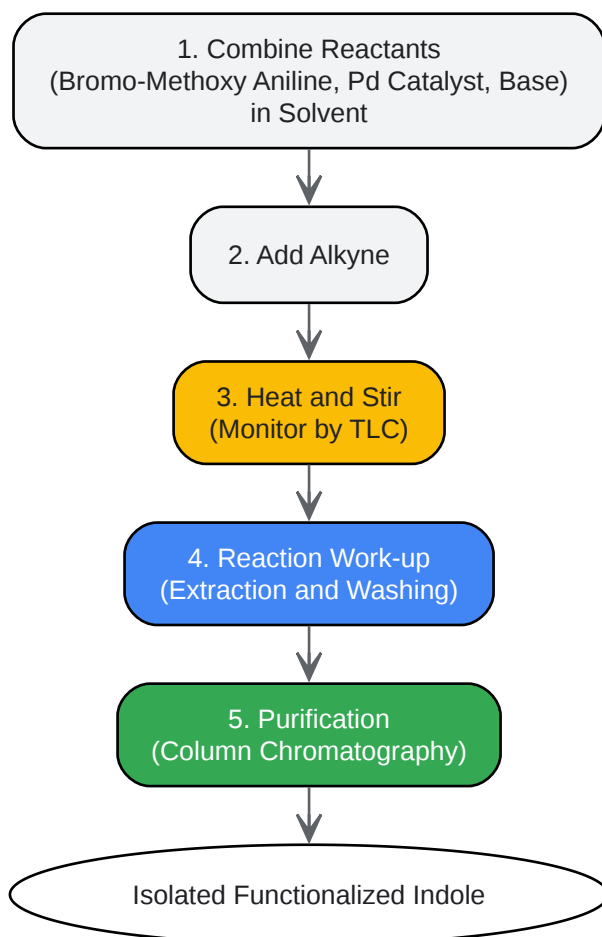 1. Combine Reactants
(Bromo-Methoxy Aniline, Pd Catalyst, Base)
in Solvent
2. Add Alkyne
3. Heat and Stir
(Monitor by TLC)
4. Reaction Work-up
(Extraction and Washing)
5. Purification
(Column Chromatography)
Isolated Functionalized Indole